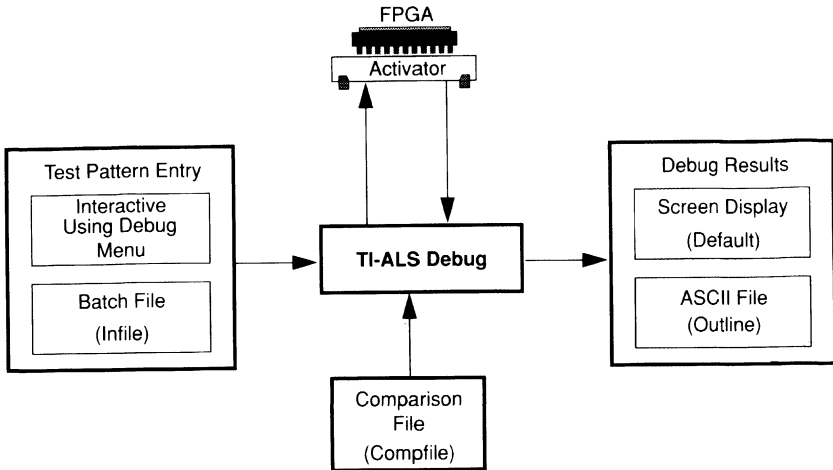 FPGA
Activator
Test Pattern Entry
Interactive
Using Debug
Menu
Batch File
(Infile)
TI-ALS Debug
Debug Results
Screen Display
(Default)
ASCII File
(Outline)
Comparison
File
(Compfile)